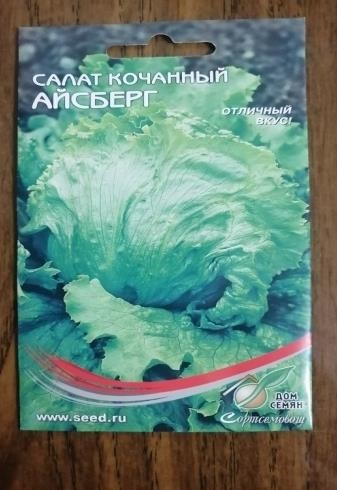 САЛАТ КОЧАННЫЙ
АЙСБЕРГ
ОТЛИЧНЫЙ
ВКУС!
ДОМ
СЕМЯН
Сортсемовощ
www.seed.ru